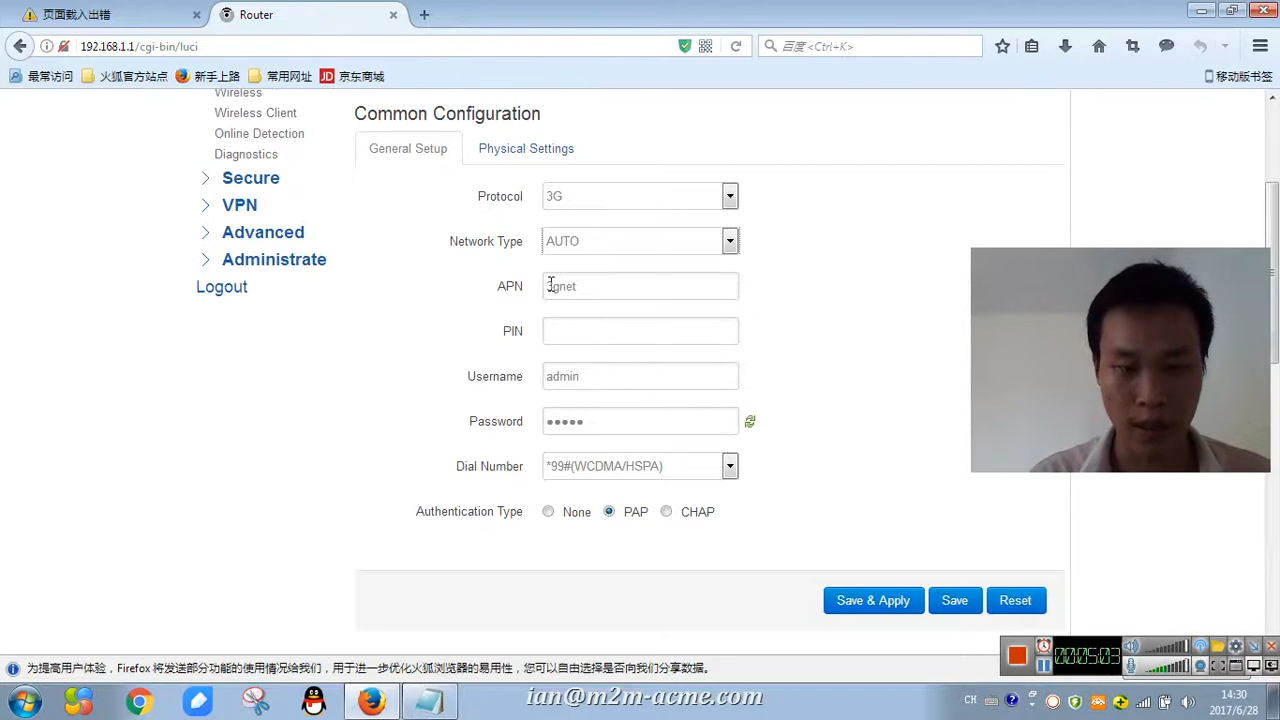 页面载入出错
Router
192.168.1.1/cgi-bin/luci
百度 <Ctrl+K>
最常访问 火狐官方站点 新手上路 常用网址 JD 京东商城 移动版书签
Wireless
Wireless Client
Online Detection
Diagnostics
Secure
VPN
Advanced
Administrate
Logout
Common Configuration
General Setup Physical Settings
Protocol 3G
Network Type AUTO
APN 3gnet
PIN
Username admin
Password •••••
Dial Number *99#(WCDMA/HSPA)
Authentication Type None PAP CHAP
Save & Apply Save Reset
00:05:03
为提高用户体验，Firefox 将发送部分功能的使用情况给我们，用于进一步优化火狐浏览器的易用性，您可以自由选择是否向我们分享数据。
ian@m2m-acme.com
CH
14:30
2017/6/28